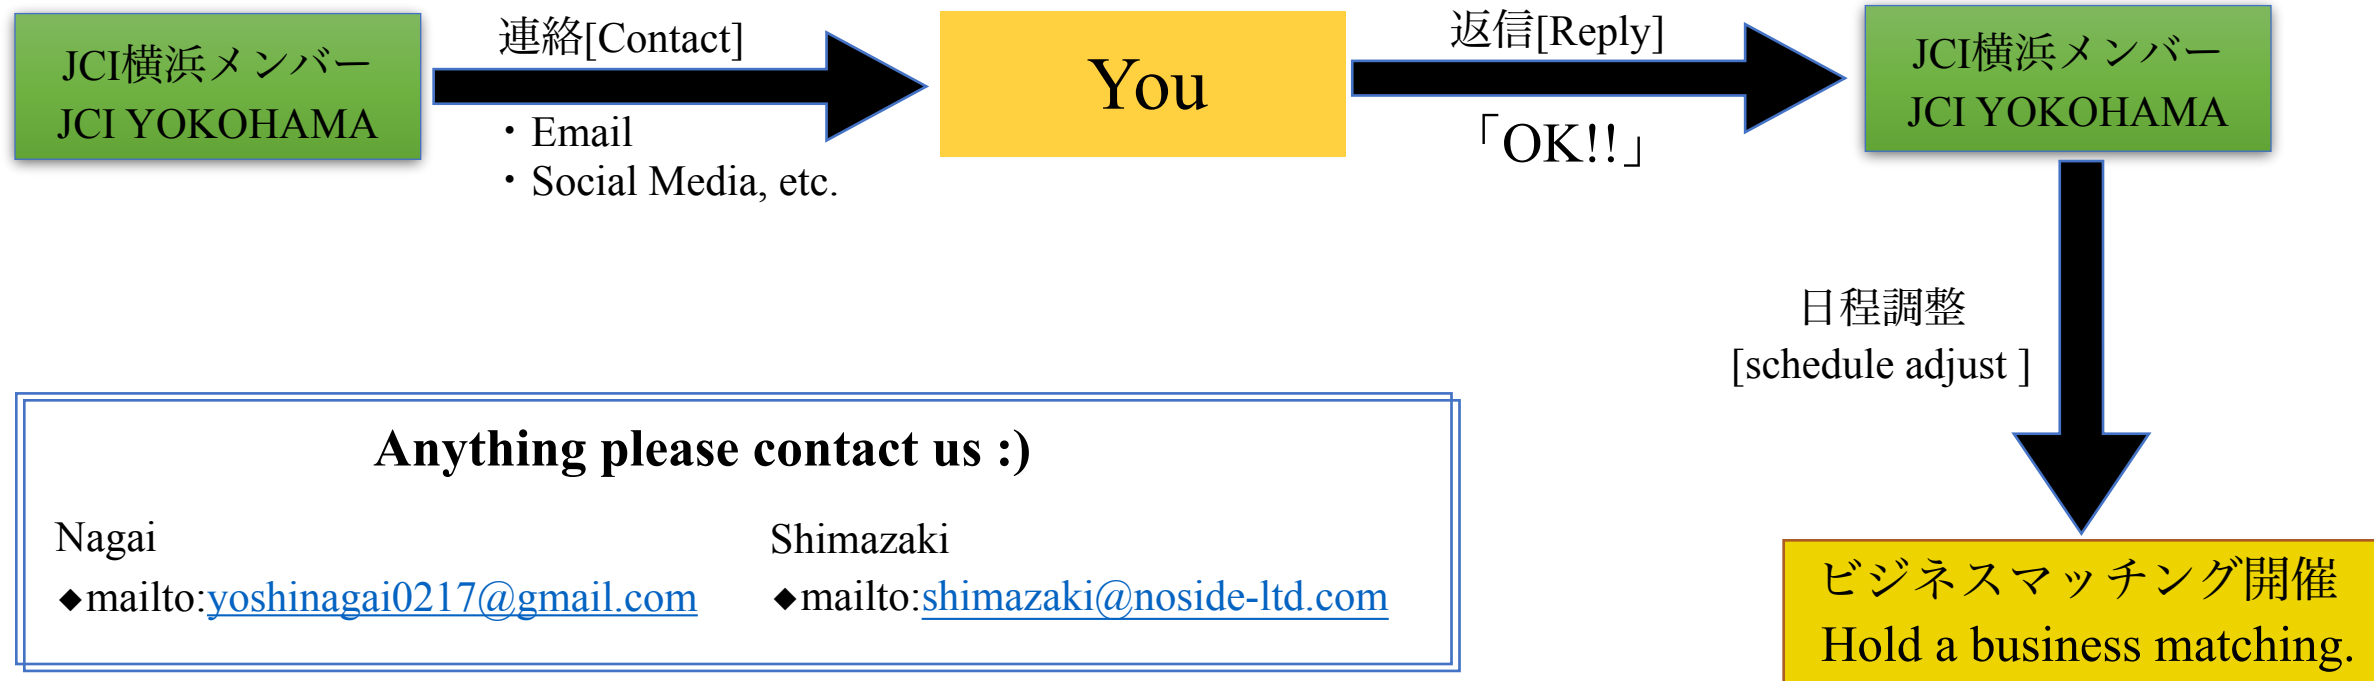 JCI横浜メンバー
JCI YOKOHAMA
連絡[Contact]
・Email
・Social Media, etc.
You
返信[Reply]
「OK!!」
JCI横浜メンバー
JCI YOKOHAMA
日程調整
[schedule adjust ]
Anything please contact us :)
Nagai
◆mailto:yoshinagai0217@gmail.com
Shimazaki
◆mailto:shimazaki@noside-ltd.com
ビジネスマッチング開催
Hold a business matching.